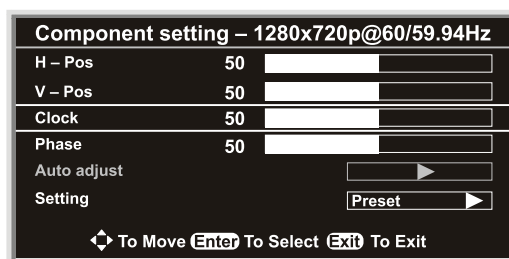 Component setting – 1280x720p@60/59.94Hz
H – Pos 50
V – Pos 50
Clock 50
Phase 50
Auto adjust
Setting Preset
To Move Enter To Select Exit To Exit